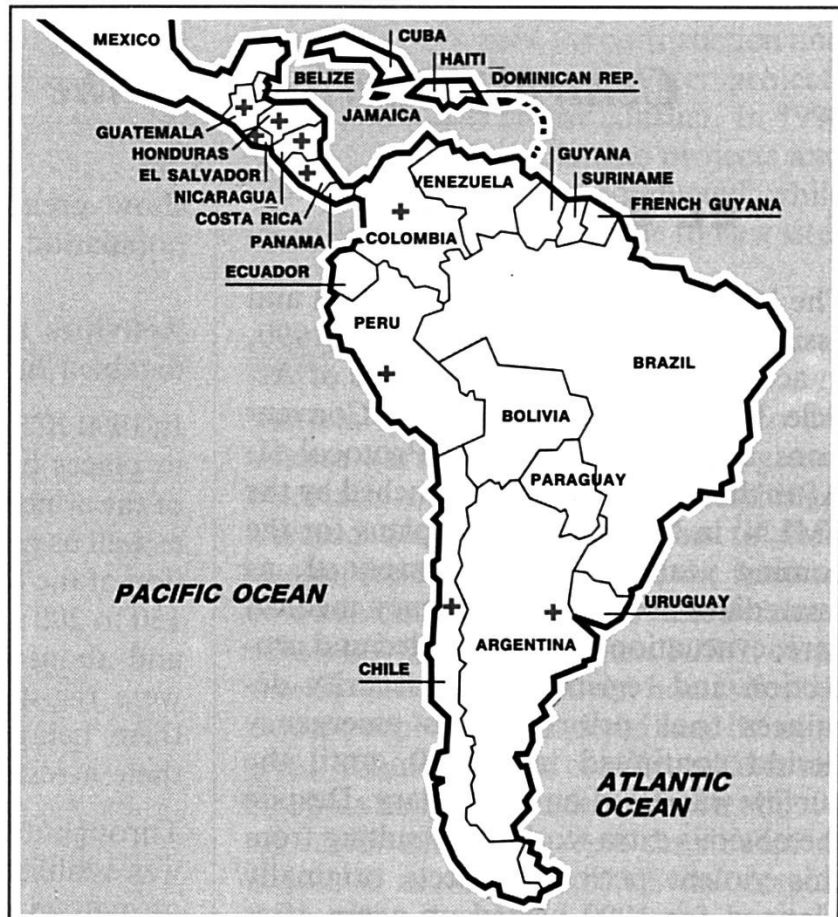 MEXICO
CUBA
HAITI
DOMINICAN REP.
BELIZE
JAMAICA
GUATEMALA
HONDURAS
EL SALVADOR
NICARAGUA
COSTA RICA
PANAMA
GUYANA
SURINAME
FRENCH GUYANA
VENEZUELA
COLOMBIA
ECUADOR
PERU
BRAZIL
BOLIVIA
PARAGUAY
PACIFIC OCEAN
URUGUAY
ARGENTINA
CHILE
ATLANTIC
OCEAN